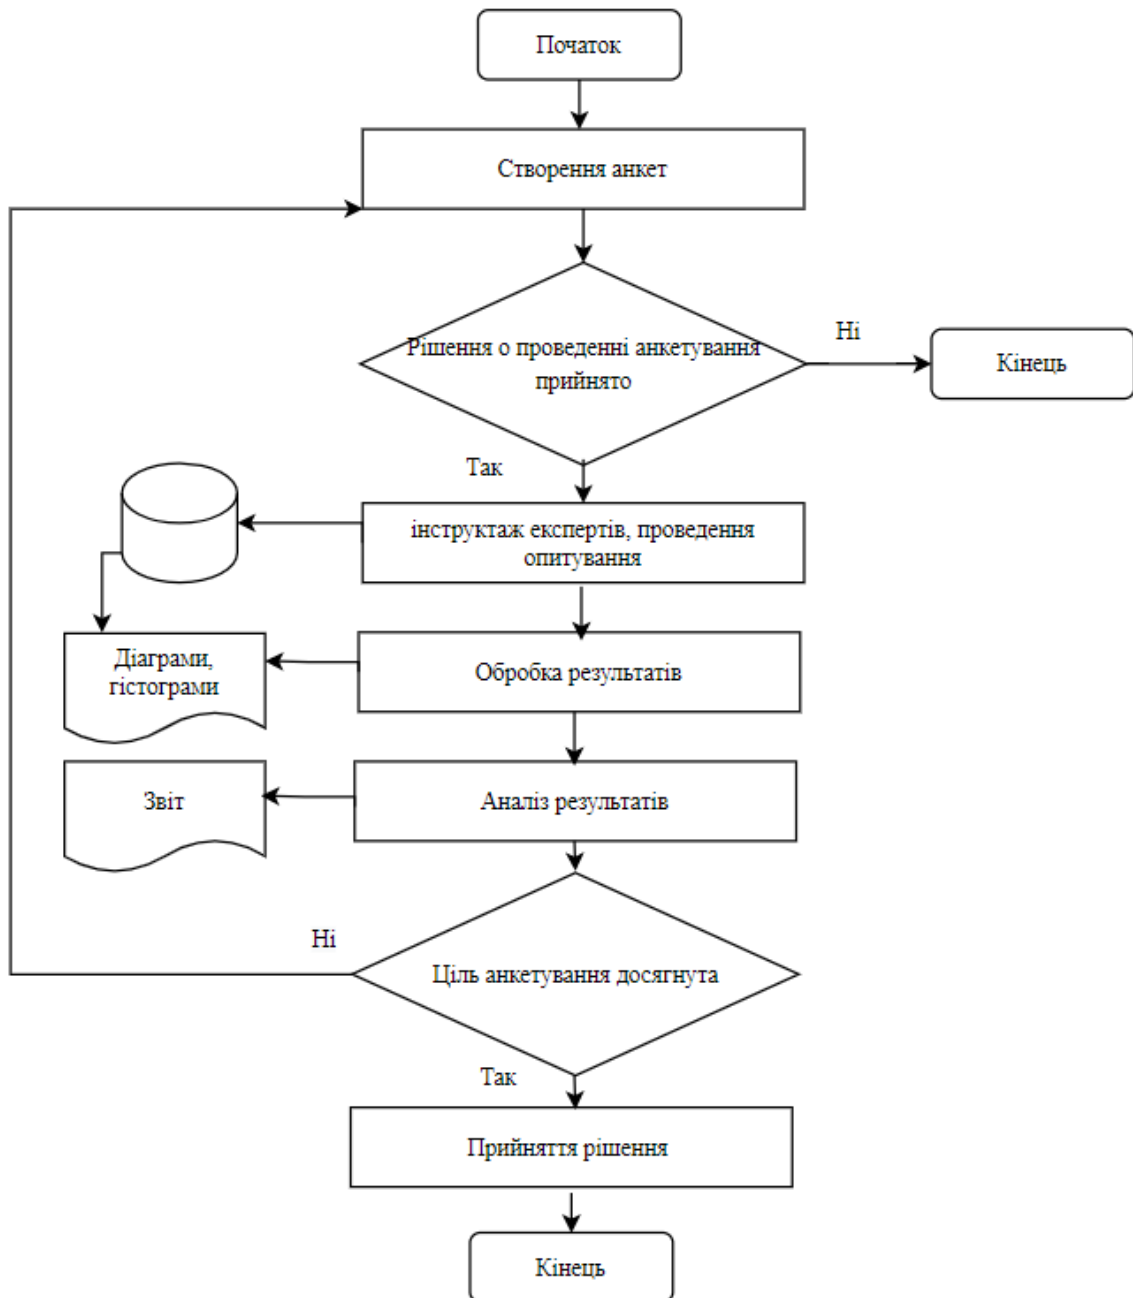 Початок
Створення анкет
Рішення о проведенні анкетування
прийнято
Ні
Кінець
Так
інструктаж експертів, проведення
опитування
Діаграми,
гістограми
Обробка результатів
Звіт
Аналіз результатів
Ні
Ціль анкетування досягнута
Так
Прийняття рішення
Кінець